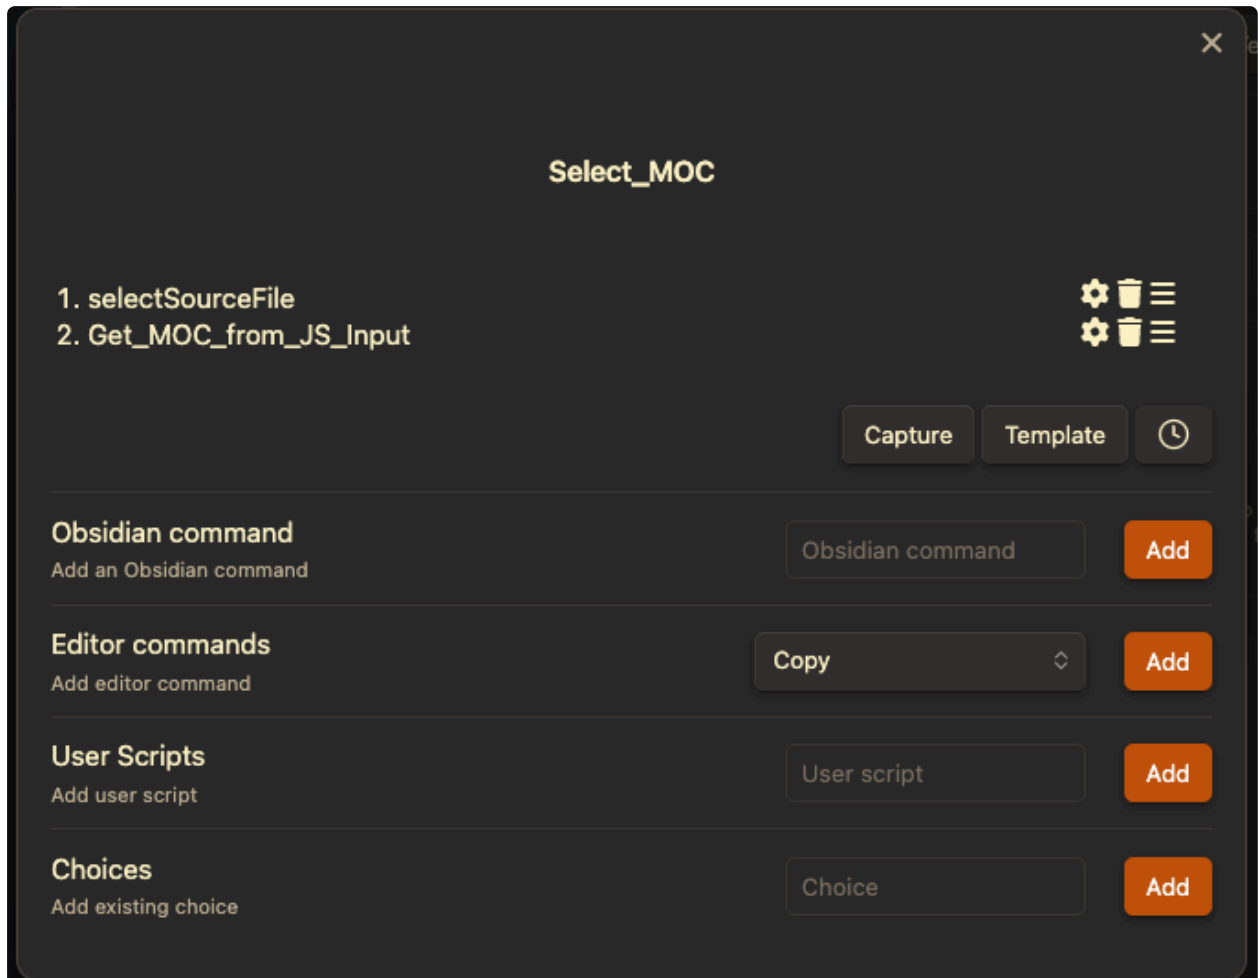 Select_MOC
1. selectSourceFile
2. Get_MOC_from_JS_Input
Capture Template
Obsidian command
Add an Obsidian command
Obsidian command Add
Editor commands
Add editor command
Copy Add
User Scripts
Add user script
User script Add
Choices
Add existing choice
Choice Add